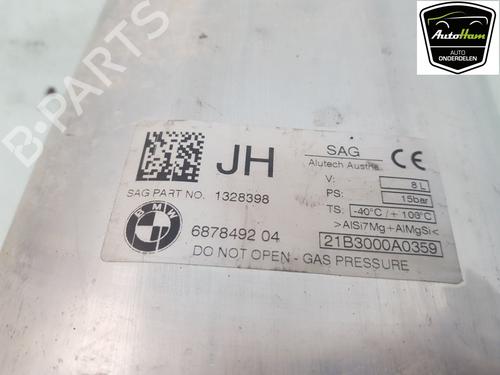 AutoHam
AUTO
ONDERDELEN
B-PARTS
JH
SAG
Alutech Austria
CE
V: 8 L
PS: 15bar
TS: -40°C / +100°C
SAG PART NO. 1328398
>AlSi7Mg+AlMgSi<
BMW
6878492 04
21B3000A0359
DO NOT OPEN - GAS PRESSURE